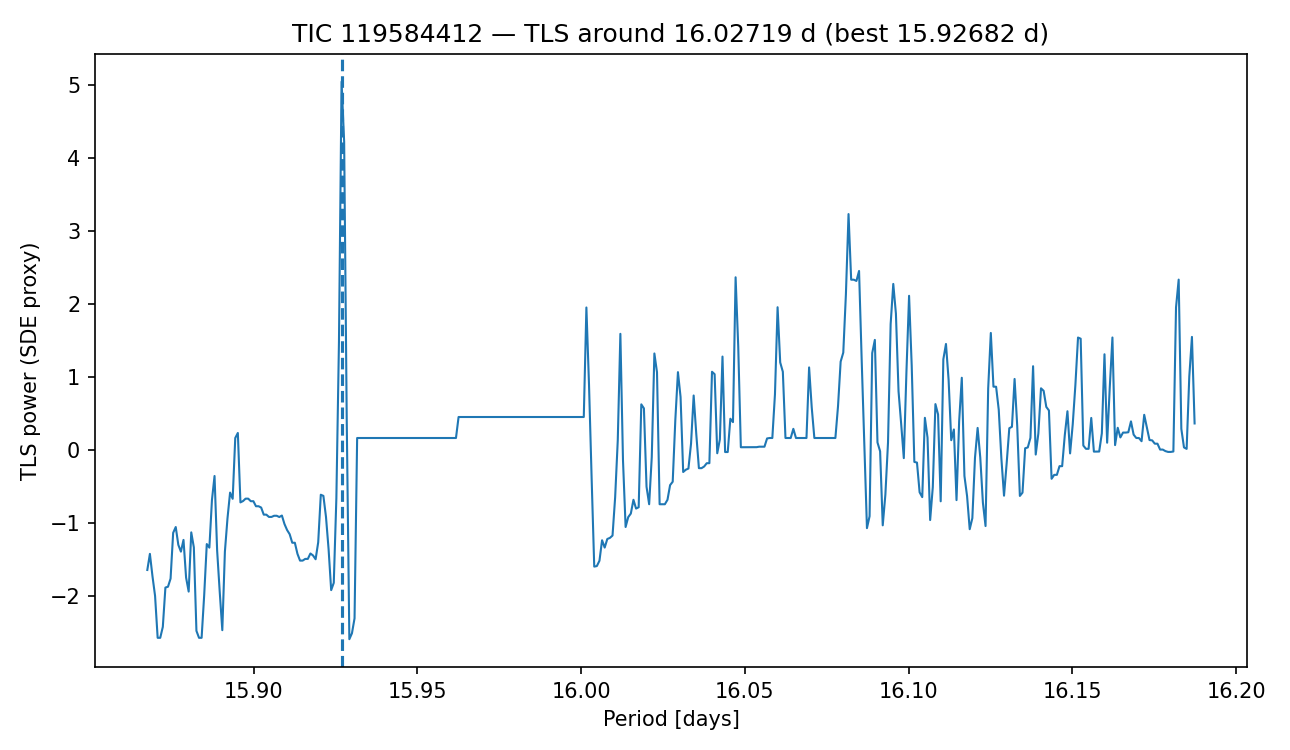 TIC 119584412 — TLS around 16.02719 d (best 15.92682 d)
TLS power (SDE proxy)
5
4
3
2
1
0
−1
−2
15.90 15.95 16.00 16.05 16.10 16.15 16.20
Period [days]